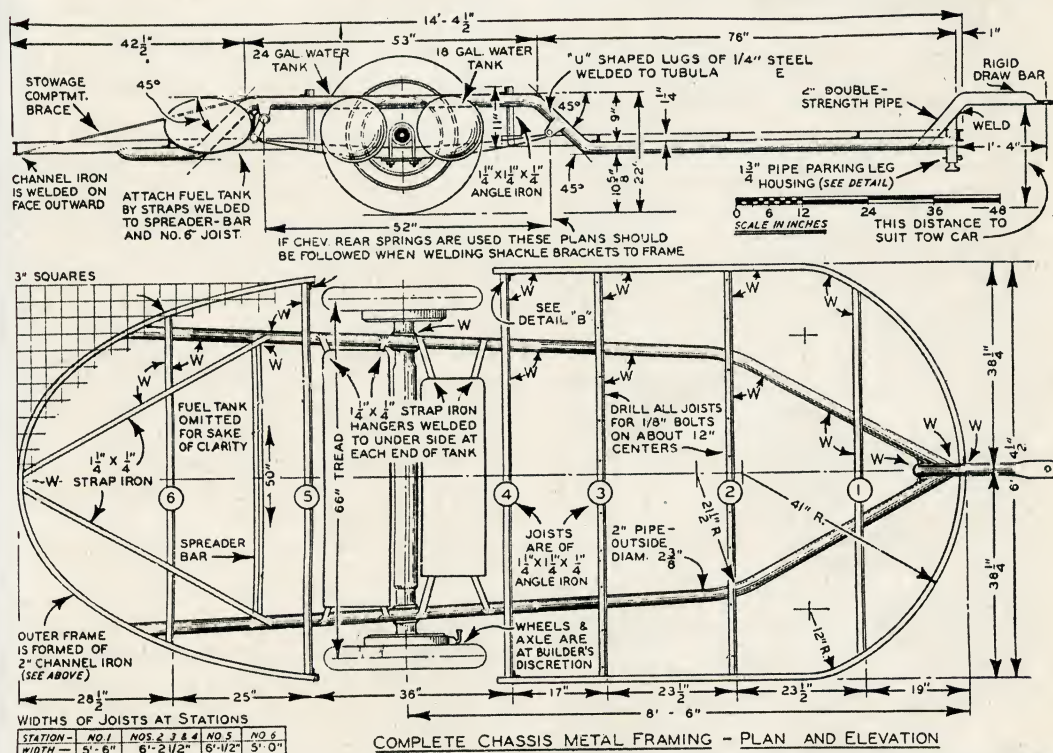 14'- 4 1/2"
42 1/2"
53"
76"
1"
24 GAL. WATER
TANK
18 GAL. WATER
TANK
"U" SHAPED LUGS OF 1/4" STEEL
WELDED TO TUBULA E
RIGID
DRAW BAR
STOWAGE
COMPTMT.
BRACE
45°
2" DOUBLE-
STRENGTH PIPE
45°
11"
9"
1 1/4"
WELD
1'- 4"
CHANNEL IRON
IS WELDED ON
FACE OUTWARD
ATTACH FUEL TANK
BY STRAPS WELDED
TO SPREADER-BAR
AND NO. 6 JOIST.
1 1/4" X 1 1/4" X 1/4"
ANGLE IRON
45°
10 5/8"
22"
1 3/4" PIPE PARKING LEG
HOUSING (SEE DETAIL)
0 6 12 24 36 48
SCALE IN INCHES
THIS DISTANCE TO
SUIT TOW CAR
52"
IF CHEV. REAR SPRINGS ARE USED THESE PLANS SHOULD
BE FOLLOWED WHEN WELDING SHACKLE BRACKETS TO FRAME
3" SQUARES
W
W
W
W
SEE
DETAIL "B"
W
W
W
W
W
W
W
W
W
W
38 1/4"
6'- 4 1/2"
38 1/4"
FUEL TANK
OMITTED
FOR SAKE
OF CLARITY
1 1/4" X 1/4"
STRAP IRON
1 1/4" X 1/4" STRAP IRON
HANGERS WELDED
TO UNDER SIDE AT
EACH END OF TANK
DRILL ALL JOISTS
FOR 1/8" BOLTS
ON ABOUT 12"
CENTERS
W
W
W
W
W
W
50"
66" TREAD
6
5
4
3
2
1
SPREADER
BAR
JOISTS
ARE OF
1 1/4" X 1 1/4" X 1/4"
ANGLE IRON
2" PIPE-
OUTSIDE
DIAM. 2 3/8"
21 1/2" R.
41" R.
OUTER FRAME
IS FORMED OF
2" CHANNEL IRON
(SEE ABOVE)
WHEELS &
AXLE ARE
AT BUILDER'S
DISCRETION
12" R.
28 1/2"
25"
36"
17"
23 1/2"
23 1/2"
19"
8' - 6"
WIDTHS OF JOISTS AT STATIONS
STATION- NO. 1 NOS. 2 3 & 4 NO. 5 NO 6
WIDTH — 5'- 6" 6'-2 1/2" 6'-1/2" 5'- 0"
COMPLETE CHASSIS METAL FRAMING - PLAN AND ELEVATION